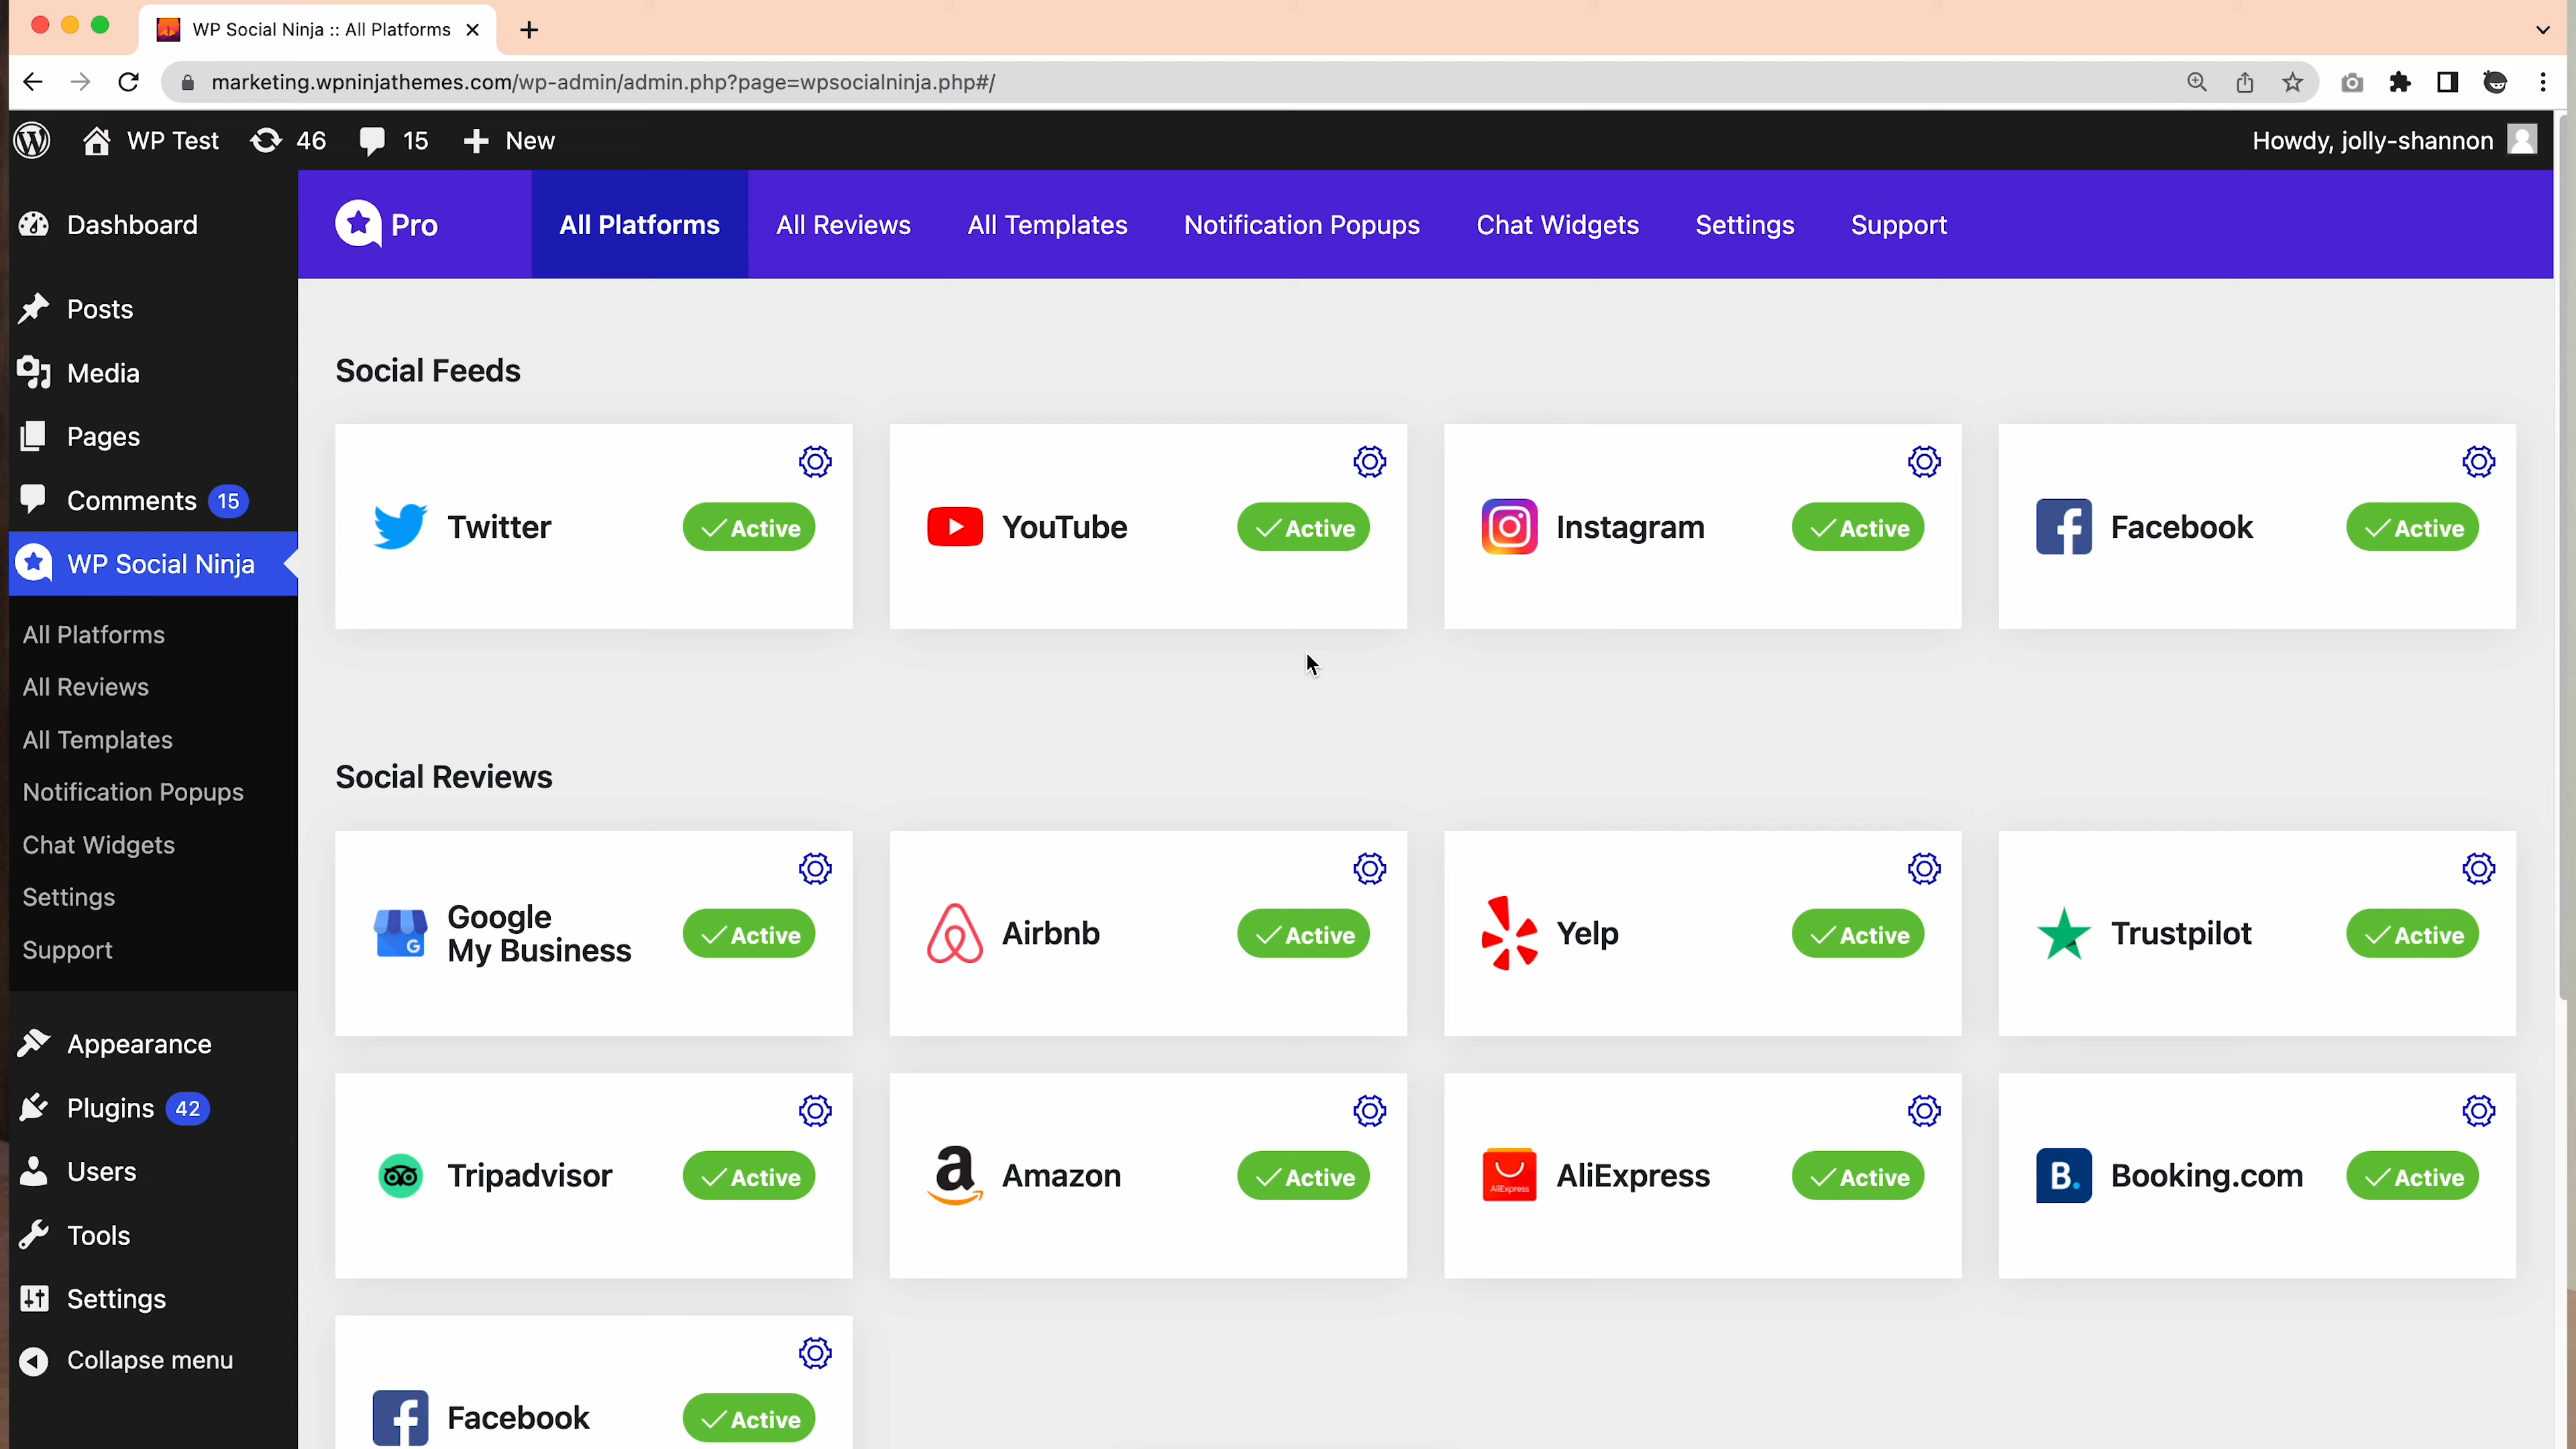 WP Social Ninja :: All Platforms
marketing.wpninjathemes.com/wp-admin/admin.php?page=wpsocialninja.php#/
WP Test 46 15 New Howdy, jolly-shannon
Dashboard
Posts
Media
Pages
Comments 15
WP Social Ninja
All Platforms
All Reviews
All Templates
Notification Popups
Chat Widgets
Settings
Support
Appearance
Plugins 42
Users
Tools
Settings
Collapse menu
Pro All Platforms All Reviews All Templates Notification Popups Chat Widgets Settings Support
Social Feeds
Twitter Active YouTube Active Instagram Active Facebook Active
Social Reviews
Google
My Business Active Airbnb Active Yelp Active Trustpilot Active
Tripadvisor Active Amazon Active AliExpress AliExpress Active B. Booking.com Active
Facebook Active